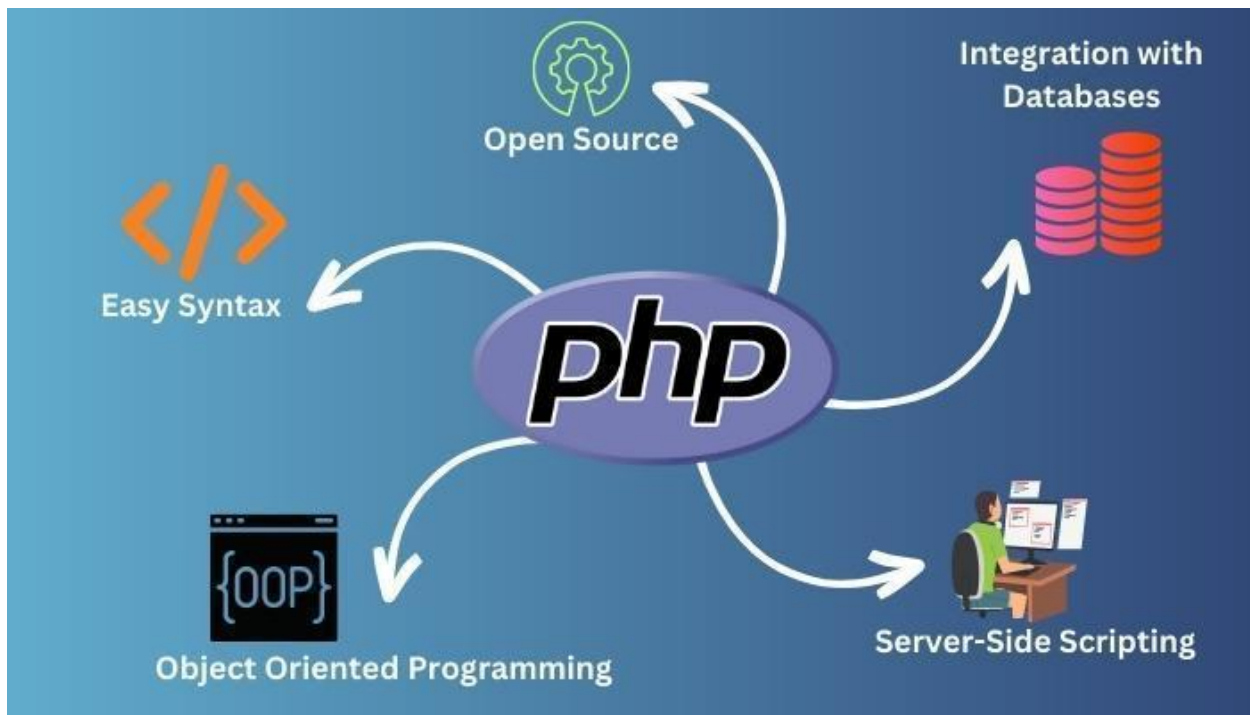 Open Source
Integration with
Databases
</>
Easy Syntax
php
{OOP}
Object Oriented Programming
Server-Side Scripting